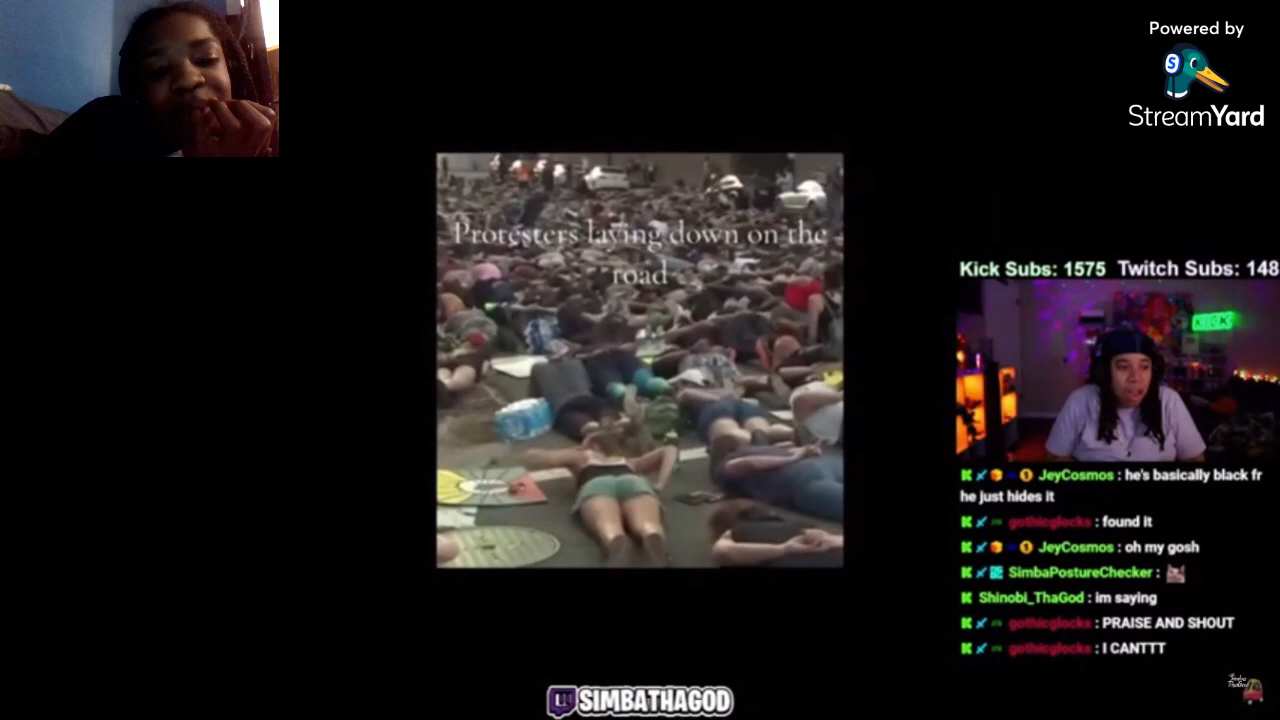 Powered by
StreamYard
Protesters laying down on the
road
Kick Subs: 1575 Twitch Subs: 148
KICK
JeyCosmos : he's basically black fr
he just hides it
gothicglocks : found it
JeyCosmos : oh my gosh
SimbaPostureChecker :
Shinobi_ThaGod : im saying
gothicglocks : PRAISE AND SHOUT
gothicglocks : I CANTTT
SIMBATHAGOD